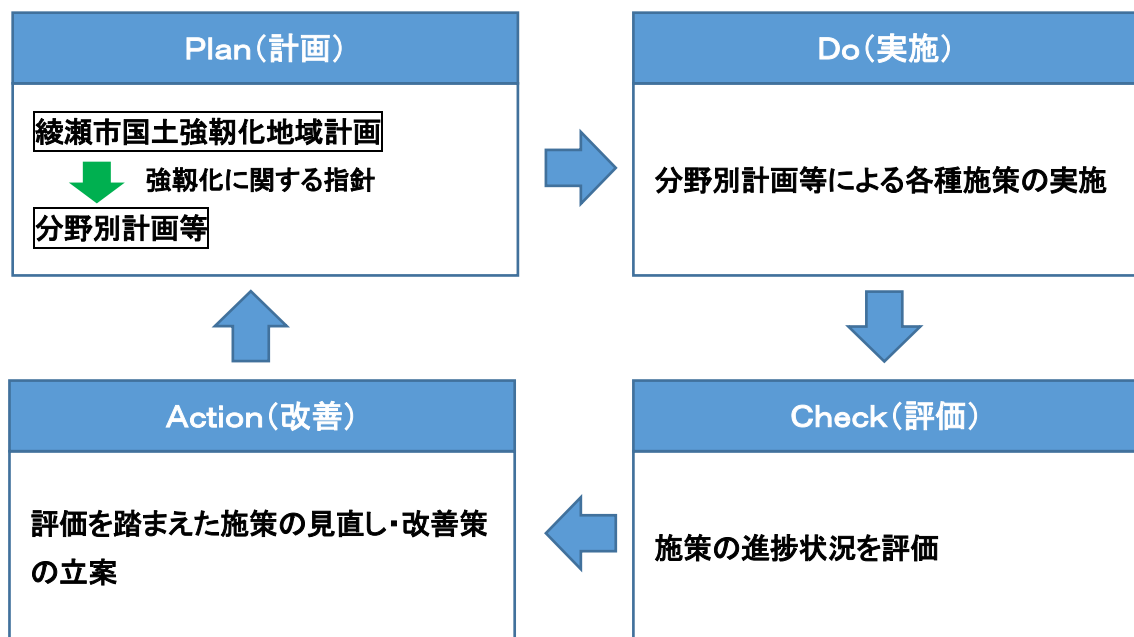 Plan（計画）
綾瀬市国土強靱化地域計画
強靱化に関する指針
分野別計画等
Do（実施）
分野別計画等による各種施策の実施
Action（改善）
評価を踏まえた施策の見直し・改善策
の立案
Check（評価）
施策の進捗状況を評価